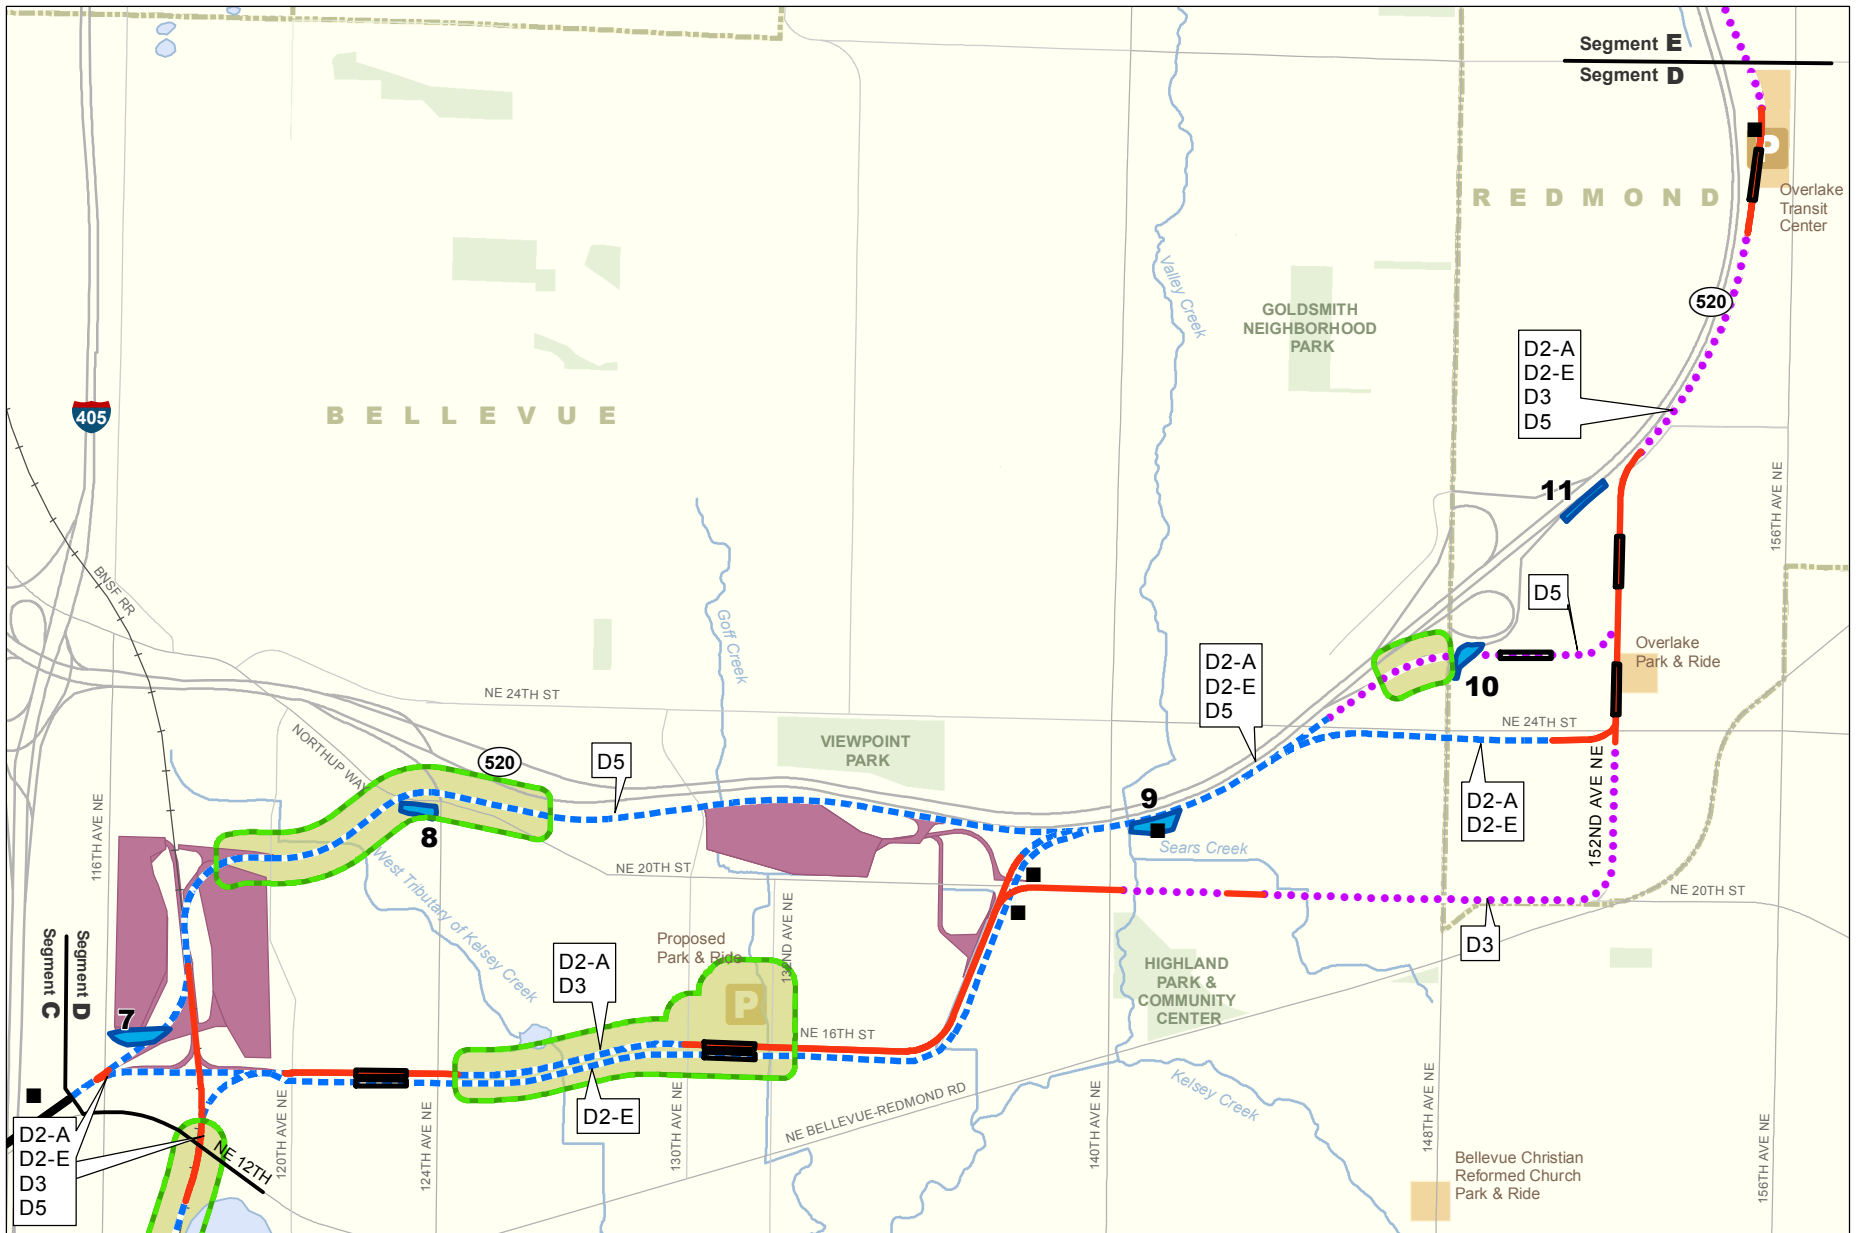 Segment E
Segment D
REDMOND
Overlake
Transit
Center
P
520
Valley Creek
GOLDSMITH
NEIGHBORHOOD
PARK
D2-A
D2-E
D3
D5
405
BELLEVUE
11
156TH AVE NE
BNSF RR
Goff Creek
D5
Overlake
Park & Ride
D2-A
D2-E
D5
10
NE 24TH ST
NE 24TH ST
NORTHUP WAY
520
D5
VIEWPOINT
PARK
9
D2-A
D2-E
152ND AVE NE
116TH AVE NE
8
Sears Creek
West Tributary of Kelsey Creek
NE 20TH ST
NE 20TH ST
132ND AVE NE
Proposed
Park & Ride
P
D3
D2-A
D3
HIGHLAND
PARK &
COMMUNITY
CENTER
Segment D
Segment C
7
NE 16TH ST
Kelsey Creek
D2-E
NE BELLEVUE-REDMOND RD
D2-A
D2-E
D3
D5
NE 12TH
120TH AVE NE
124TH AVE NE
130TH AVE NE
140TH AVE NE
148TH AVE NE
156TH AVE NE
Bellevue Christian
Reformed Church
Park & Ride